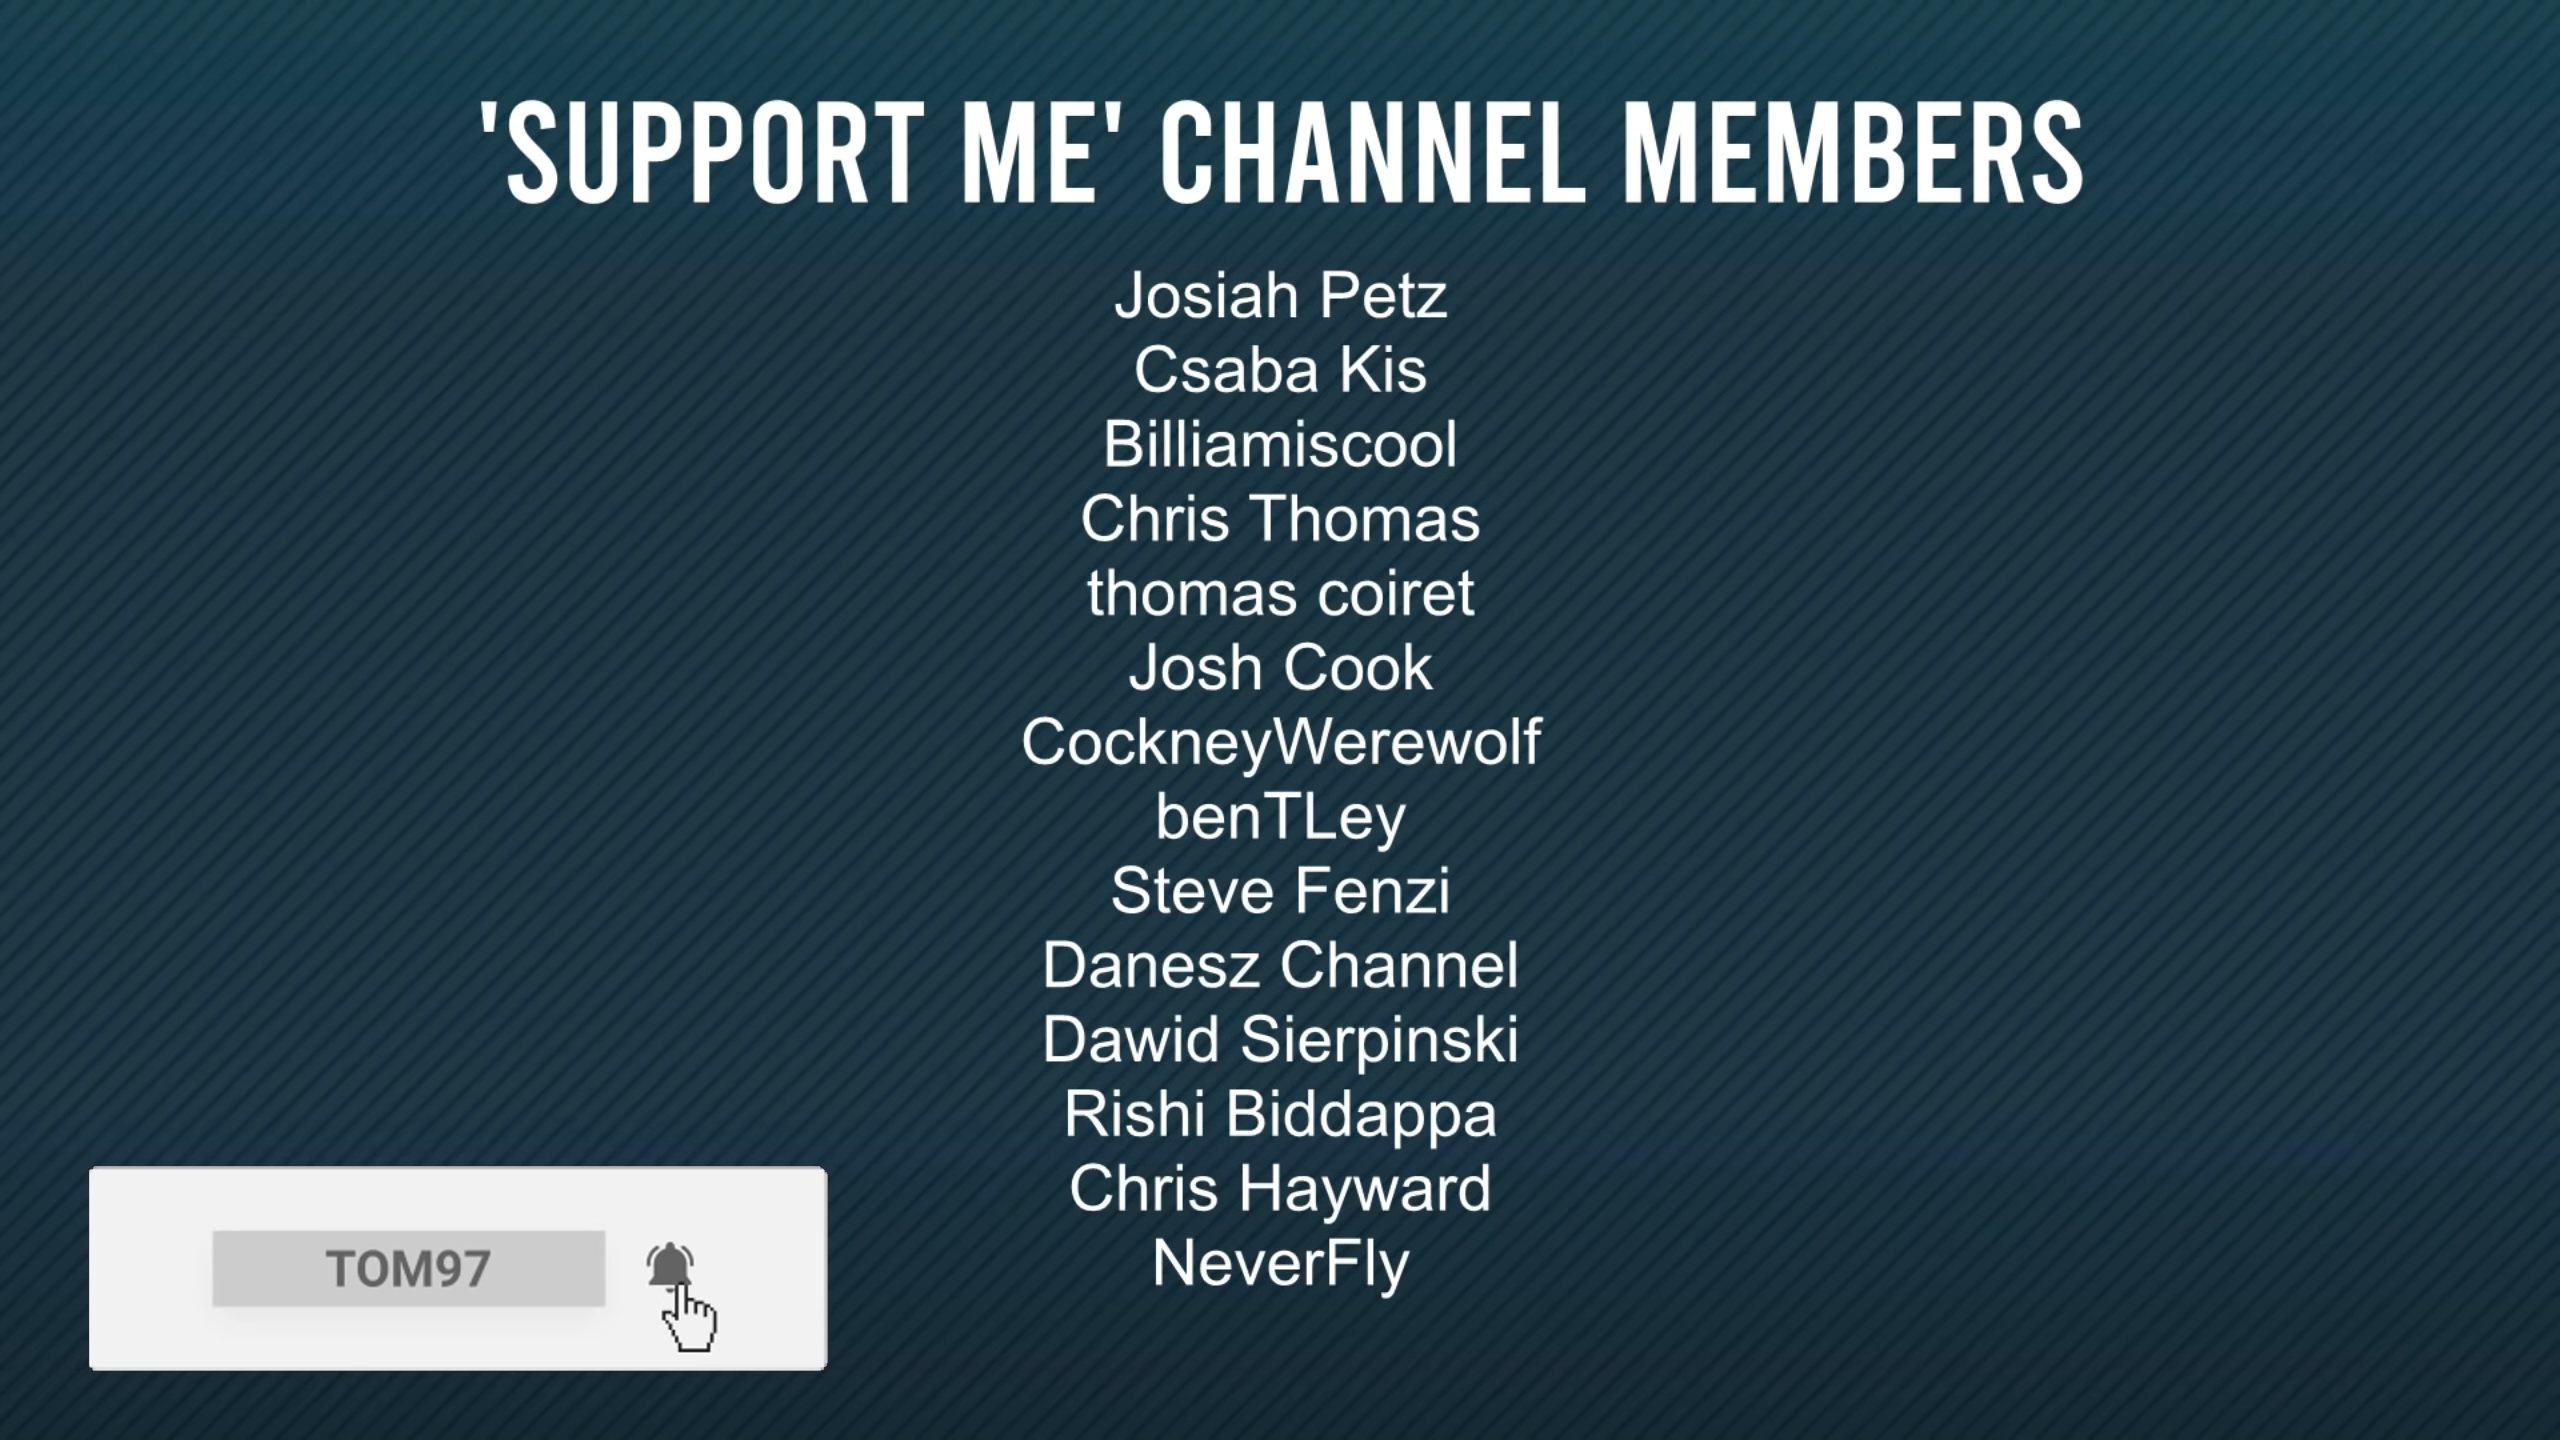 'SUPPORT ME' CHANNEL MEMBERS
Josiah Petz
Csaba Kis
Billiamiscool
Chris Thomas
thomas coiret
Josh Cook
CockneyWerewolf
benTLey
Steve Fenzi
Danesz Channel
Dawid Sierpinski
Rishi Biddappa
Chris Hayward
NeverFly
TOM97